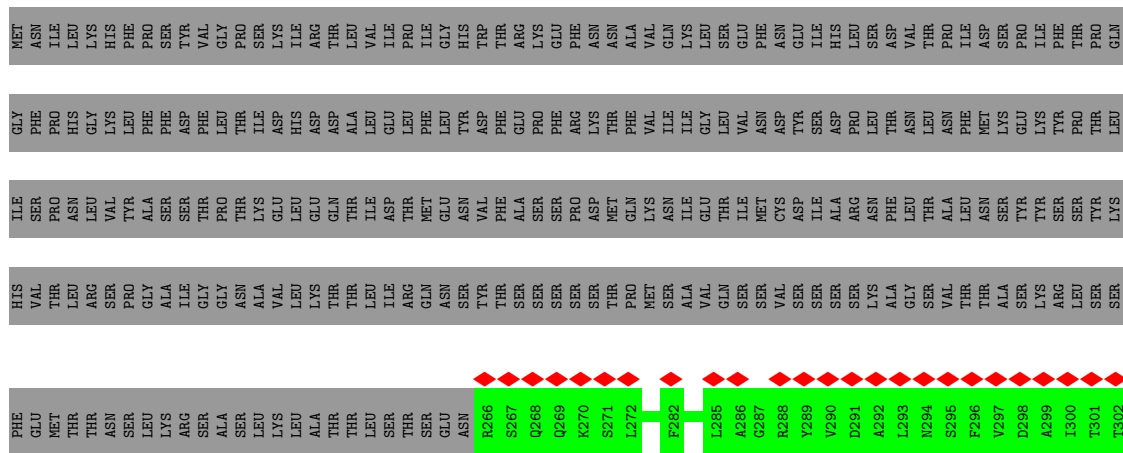 MET ASN ILE LEU LYS HIS PHE PRO SER TYR VAL GLY PRO SER LYS ILE ARG THR LEU VAL ILE PRO ILE GLY HIS TRP THR ARG LYS GLU PHE ASN ASN ALA VAL GLN LYS LEU SER GLU PHE ASN GLU ILE HIS LEU SER ASP VAL THR PRO ILE ASP SER PRO ILE PHE THR PRO GLN
GLY PHE PRO HIS GLY LYS LEU PHE PHE ASP PHE LEU THR ILE ASP HIS ASP ASP ALA LEU GLU LEU PHE LEU TYR ASP PHE GLU PRO PHE ARG LYS THR PHE VAL ILE ILE GLY LEU VAL ASN ASP TYR SER ASP PRO LEU THR ASN LEU ASN PHE MET LYS GLU LYS TYR PRO THR LEU
ILE SER PRO ASN LEU VAL TYR ALA SER SER THR PRO THR LYS GLU LEU GLU GLN THR ILE ASP THR MET GLU ASN VAL PHE ALA SER SER PRO ASP MET GLN LYS ASN ILE GLU THR ILE MET CYS ASP ILE ALA ARG ASN PHE LEU THR ALA LEU ASN SER TYR TYR SER SER TYR LYS
HIS VAL THR LEU ARG SER PRO GLY ALA ILE GLY GLY ASN ALA VAL LEU LYS THR THR LEU ILE ARG GLN ASN SER TYR THR SER SER SER SER SER THR PRO MET SER ALA VAL GLN SER SER VAL SER SER SER SER LYS ALA GLY SER VAL THR THR ALA SER LYS ARG LEU SER SER
PHE GLU MET THR THR ASN SER LEU LYS ARG SER ALA SER LEU LYS LEU ALA THR THR LEU SER THR SER GLU ASN R266 S267 Q268 Q269 K270 S271 L272 F282 L285 A286 G287 R288 Y289 V290 D291 A292 L293 N294 S295 F296 V297 D298 A299 I300 T301 T302